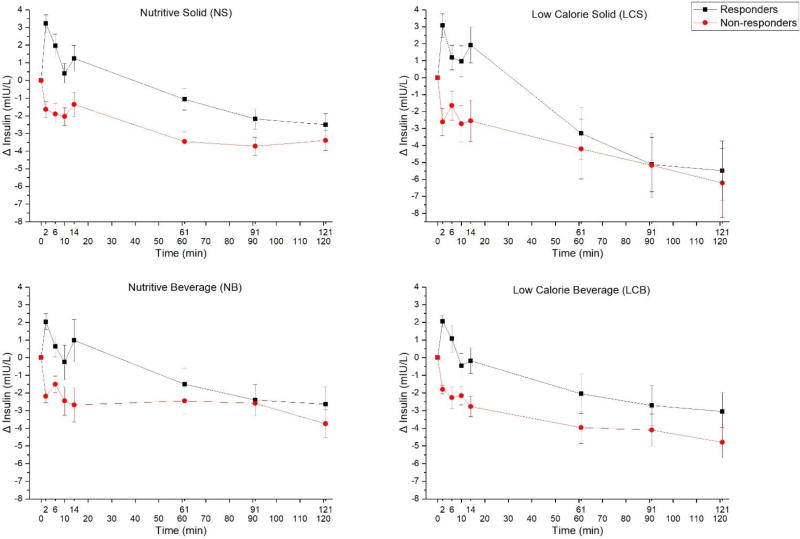 Nutritive Solid (NS)
Low Calorie Solid (LCS)
Responders
Non-responders
4
3
2
1
0
-1
-2
-3
-4
-5
-6
-7
-8
Δ Insulin (mIU/L)
2 6 14 61 91 121
0 10 20 30 40 50 60 70 80 90 100 110 120
Time (min)
4
3
2
1
0
-1
-2
-3
-4
-5
-6
-7
-8
Δ Insulin (mIU/L)
2 6 14 61 91 121
0 10 20 30 40 50 60 70 80 90 100 110 120
Time (min)
Nutritive Beverage (NB)
4
3
2
1
0
-1
-2
-3
-4
-5
-6
-7
-8
Δ Insulin (mIU/L)
2 6 14 61 91 121
0 10 20 30 40 50 60 70 80 90 100 110 120
Time (min)
Low Calorie Beverage (LCB)
4
3
2
1
0
-1
-2
-3
-4
-5
-6
-7
-8
Δ Insulin (mIU/L)
2 6 14 61 91 121
0 10 20 30 40 50 60 70 80 90 100 110 120
Time (min)